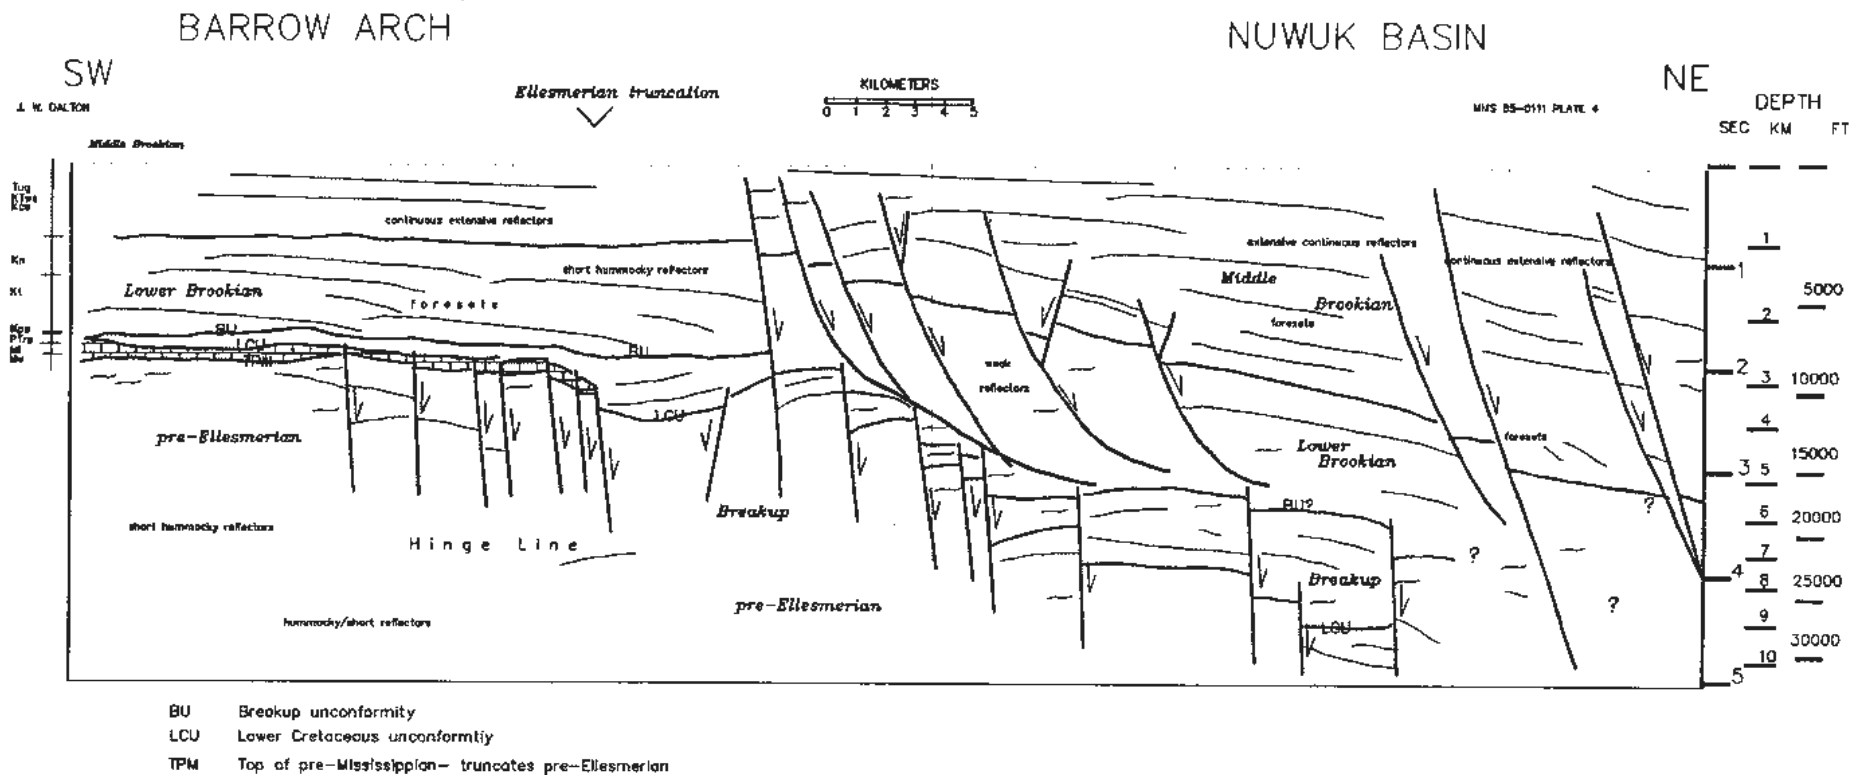 BARROW ARCH
NUWUK BASIN
SW
NE
J. W. DALTON
Ellesmerian truncation
KILOMETERS
0 1 2 3 4 5
MMS 85-0111 PLATE 4
DEPTH
SEC KM FT
Middle Brookian
continuous extensive reflectors
short hummocky reflectors
Lower Brookian
foresets
BU
LCU
TPM
BU
LCU
pre-Ellesmerian
short hummocky reflectors
Hinge Line
hummocky/short reflectors
Breakup
pre-Ellesmerian
weak
reflectors
extensive continuous reflectors
continuous extensive reflectors
Middle
Brookian
foresets
foresets
Lower
Brookian
BU?
Breakup
LCU
?
?
?
1
1
5000
2
2
3
10000
4
15000
3
5
6
20000
7
4
8
25000
9
30000
10
5
BU Breakup unconformity
LCU Lower Cretaceous unconformtiy
TPM Top of pre-Mississippian- truncates pre-Ellesmerian